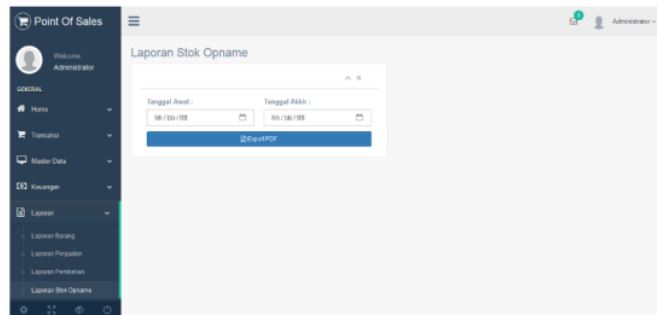 Point Of Sales
Administrator
Welcome,
Administrator
Laporan Stok Opname
GENERAL
Home
Transaksi
Master Data
Keuangan
Laporan
Laporan Barang
Laporan Penjualan
Laporan Pembelian
Laporan Stok Opname
Tanggal Awal :
Tanggal Akhir :
hh / bb / tttt
hh / bb / tttt
Export PDF